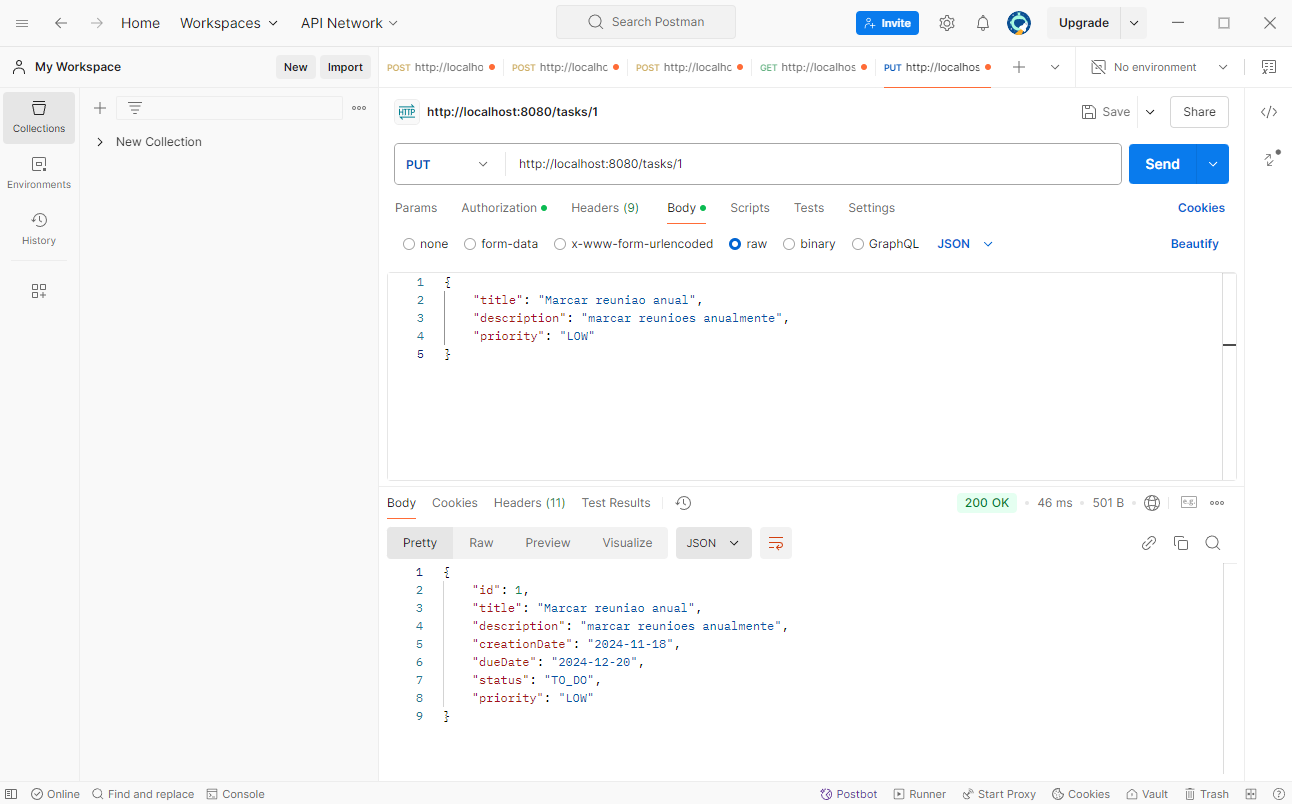 Home Workspaces API Network Search Postman Invite Upgrade
My Workspace New Import POST http://localho POST http://localhc POST http://localhc GET http://localhos PUT http://localhos No environment
Collections
New Collection
Environments
History
HTTP http://localhost:8080/tasks/1 Save Share
PUT http://localhost:8080/tasks/1 Send
Params Authorization Headers (9) Body Scripts Tests Settings Cookies
none form-data x-www-form-urlencoded raw binary GraphQL JSON Beautify
1 {
2 "title": "Marcar reuniao anual",
3 "description": "marcar reunioes anualmente",
4 "priority": "LOW"
5 }
Body Cookies Headers (11) Test Results 200 OK 46 ms 501 B e.g.
Pretty Raw Preview Visualize JSON
1 {
2 "id": 1,
3 "title": "Marcar reuniao anual",
4 "description": "marcar reunioes anualmente",
5 "creationDate": "2024-11-18",
6 "dueDate": "2024-12-20",
7 "status": "TO_DO",
8 "priority": "LOW"
9 }
Online Find and replace Console Postbot Runner Start Proxy Cookies Vault Trash